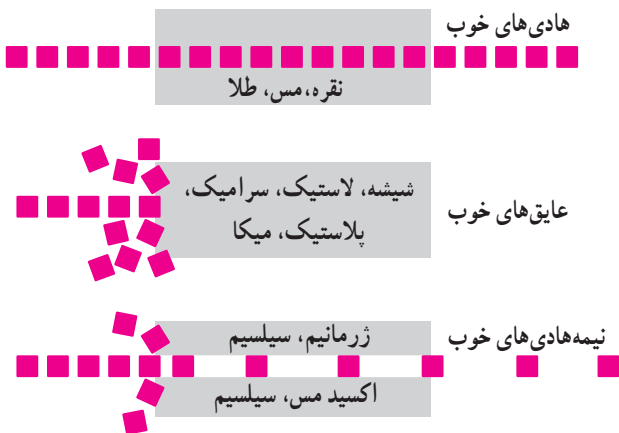 هادی‌های خوب
نقره،مس، طلا
شیشه، لاستیک، سرامیک،
پلاستیک، میکا
عایق‌های خوب
ژرمانیم، سیلسیم
نیمه‌هادی‌های خوب
اکسید مس، سیلسیم